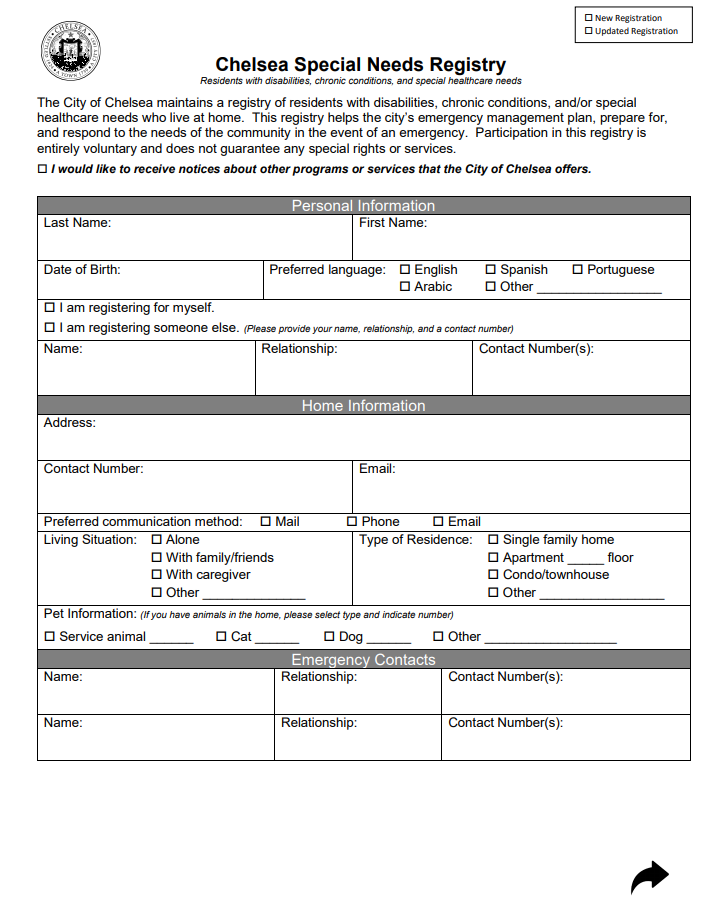 ☐ New Registration
☐ Updated Registration
CHELSEA
Chelsea Special Needs Registry
Residents with disabilities, chronic conditions, and special healthcare needs
The City of Chelsea maintains a registry of residents with disabilities, chronic conditions, and/or special
healthcare needs who live at home. This registry helps the city's emergency management plan, prepare for,
and respond to the needs of the community in the event of an emergency. Participation in this registry is
entirely voluntary and does not guarantee any special rights or services.
☐ I would like to receive notices about other programs or services that the City of Chelsea offers.
Personal Information
Last Name: First Name:
Date of Birth: Preferred language: ☐ English ☐ Spanish ☐ Portuguese
☐ Arabic ☐ Other _________________
☐ I am registering for myself.
☐ I am registering someone else. (Please provide your name, relationship, and a contact number)
Name: Relationship: Contact Number(s):
Home Information
Address:
Contact Number: Email:
Preferred communication method: ☐ Mail ☐ Phone ☐ Email
Living Situation: ☐ Alone Type of Residence: ☐ Single family home
☐ With family/friends ☐ Apartment _____ floor
☐ With caregiver ☐ Condo/townhouse
☐ Other ______________ ☐ Other _________________
Pet Information: (If you have animals in the home, please select type and indicate number)
☐ Service animal ______ ☐ Cat ______ ☐ Dog ______ ☐ Other __________________
Emergency Contacts
Name: Relationship: Contact Number(s):
Name: Relationship: Contact Number(s):